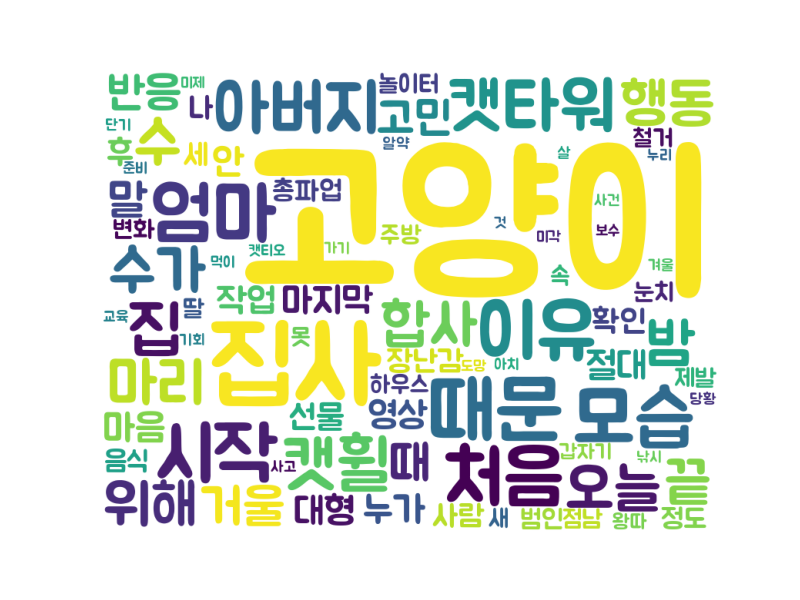 반응
미제
나
아버지
놀이터
고민
캣타워
행동
단기
후
수
세
안
알약
철거
준비
고양이
살
누리
말
엄마
총파업
주방
것
사건
변화
미각
보수
수가
먹이
캣티오
가기
속
겨울
작업
마지막
눈치
교육
집
딸
기회
집사
못
합사
이유
확인
밤
마리
장난감
도망
아치
절대
제발
하우스
당황
마음
선물
영상
때문
모습
음식
시작
사고
캣휠
때
처음
갑자기
낚시
오늘
끝
위해
거울
대형
누가
사람
새
범인점남
왕따
정도